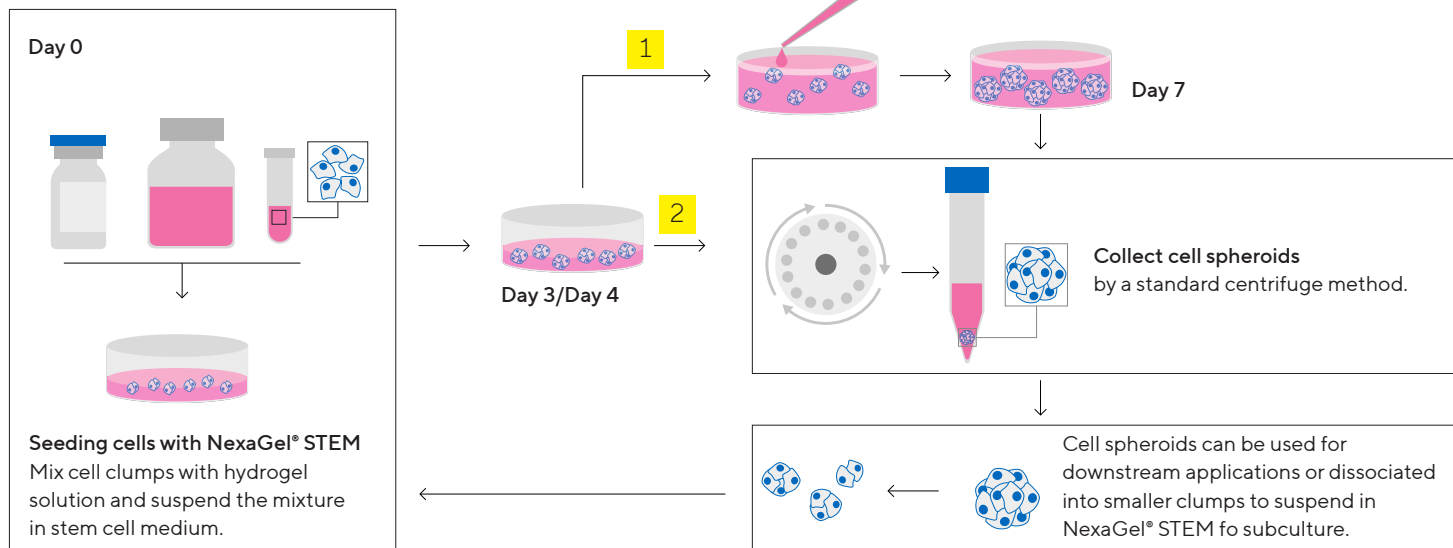 Day 0
1
Day 7
2
Day 3/Day 4
Collect cell spheroids
by a standard centrifuge method.
Seeding cells with NexaGel® STEM
Mix cell clumps with hydrogel
solution and suspend the mixture
in stem cell medium.
Cell spheroids can be used for
downstream applications or dissociated
into smaller clumps to suspend in
NexaGel® STEM fo subculture.